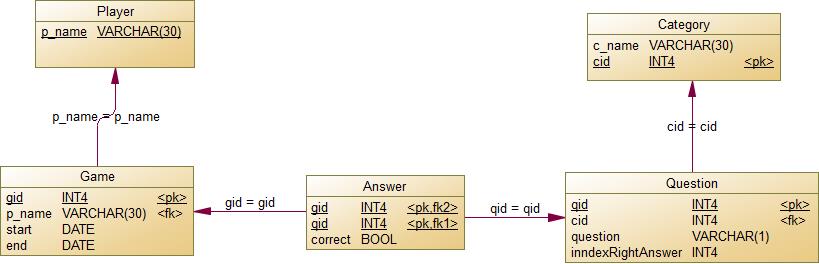 Player
p_name VARCHAR(30)
Category
c_name VARCHAR(30)
cid INT4 <pk>
p_name = p_name
cid = cid
Game
gid INT4 <pk>
p_name VARCHAR(30) <fk>
start DATE
end DATE
gid = gid
Answer
gid INT4 <pk,fk2>
qid INT4 <pk,fk1>
correct BOOL
qid = qid
Question
qid INT4 <pk>
cid INT4 <fk>
question VARCHAR(1)
inndexRightAnswer INT4